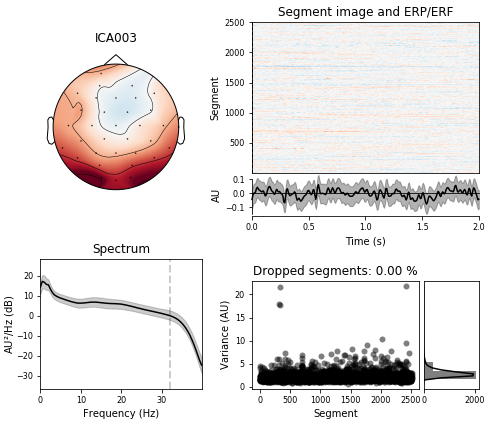 ICA003
Segment image and ERP/ERF
Segment
2500
2000
1500
1000
500
AU
0.1
0.0
−0.1
0.0 0.5 1.0 1.5 2.0
Time (s)
Spectrum
AU²/Hz (dB)
20
10
0
−10
−20
−30
0 10 20 30
Frequency (Hz)
Dropped segments: 0.00 %
Variance (AU)
20
15
10
5
0
0 500 1000 1500 2000 2500 0 2000
Segment